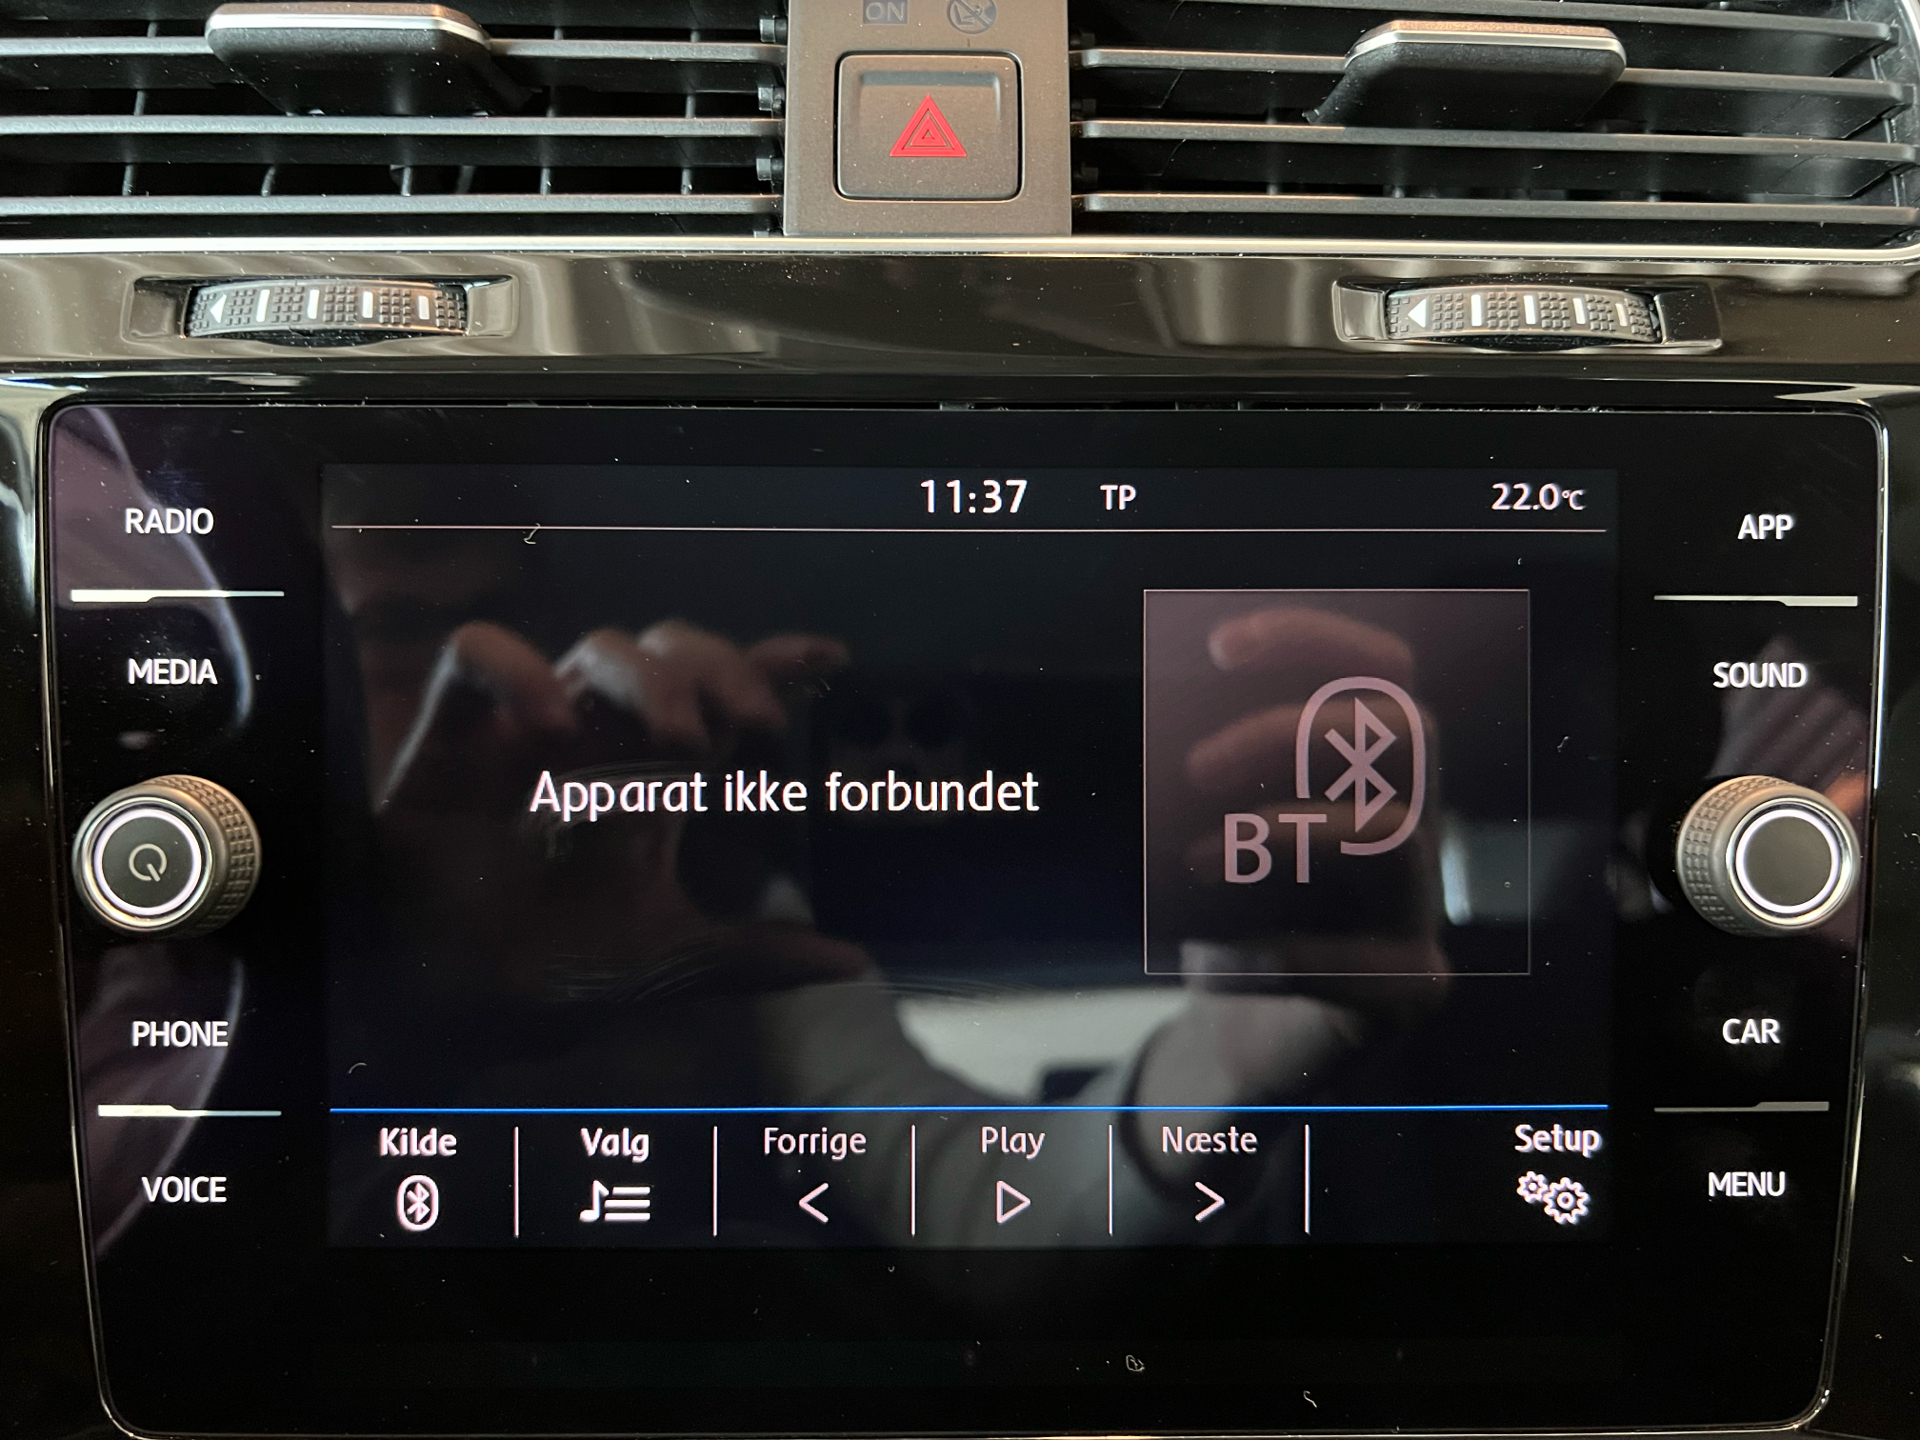 ON
11:37 TP 22.0°C
RADIO
APP
MEDIA
SOUND
Apparat ikke forbundet
BT
PHONE
CAR
Kilde Valg Forrige Play Næste Setup
VOICE
MENU